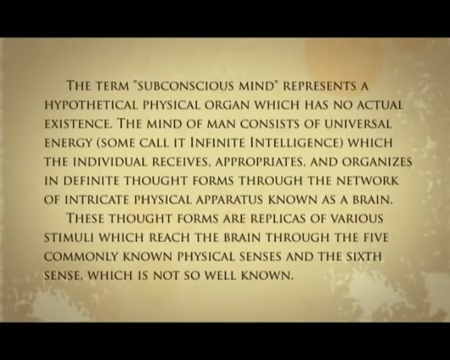 THE TERM "SUBCONSCIOUS MIND" REPRESENTS A
HYPOTHETICAL PHYSICAL ORGAN WHICH HAS NO ACTUAL
EXISTENCE. THE MIND OF MAN CONSISTS OF UNIVERSAL
ENERGY (SOME CALL IT INFINITE INTELLIGENCE) WHICH
THE INDIVIDUAL RECEIVES, APPROPRIATES, AND ORGANIZES
IN DEFINITE THOUGHT FORMS THROUGH THE NETWORK
OF INTRICATE PHYSICAL APPARATUS KNOWN AS A BRAIN.
THESE THOUGHT FORMS ARE REPLICAS OF VARIOUS
STIMULI WHICH REACH THE BRAIN THROUGH THE FIVE
COMMONLY KNOWN PHYSICAL SENSES AND THE SIXTH
SENSE, WHICH IS NOT SO WELL KNOWN.